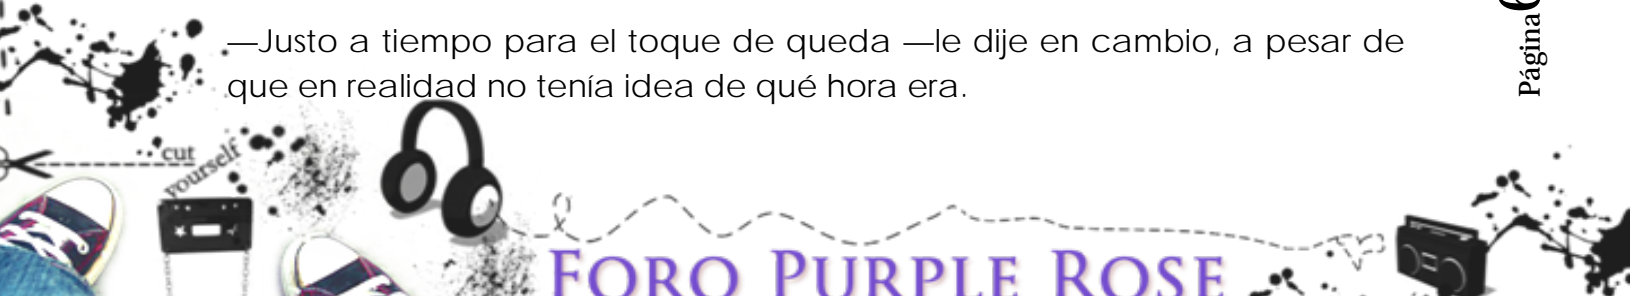 —Justo a tiempo para el toque de queda —le dije en cambio, a pesar de
que en realidad no tenía idea de qué hora era.
Página
cut
yourself
FORO PURPLE ROSE